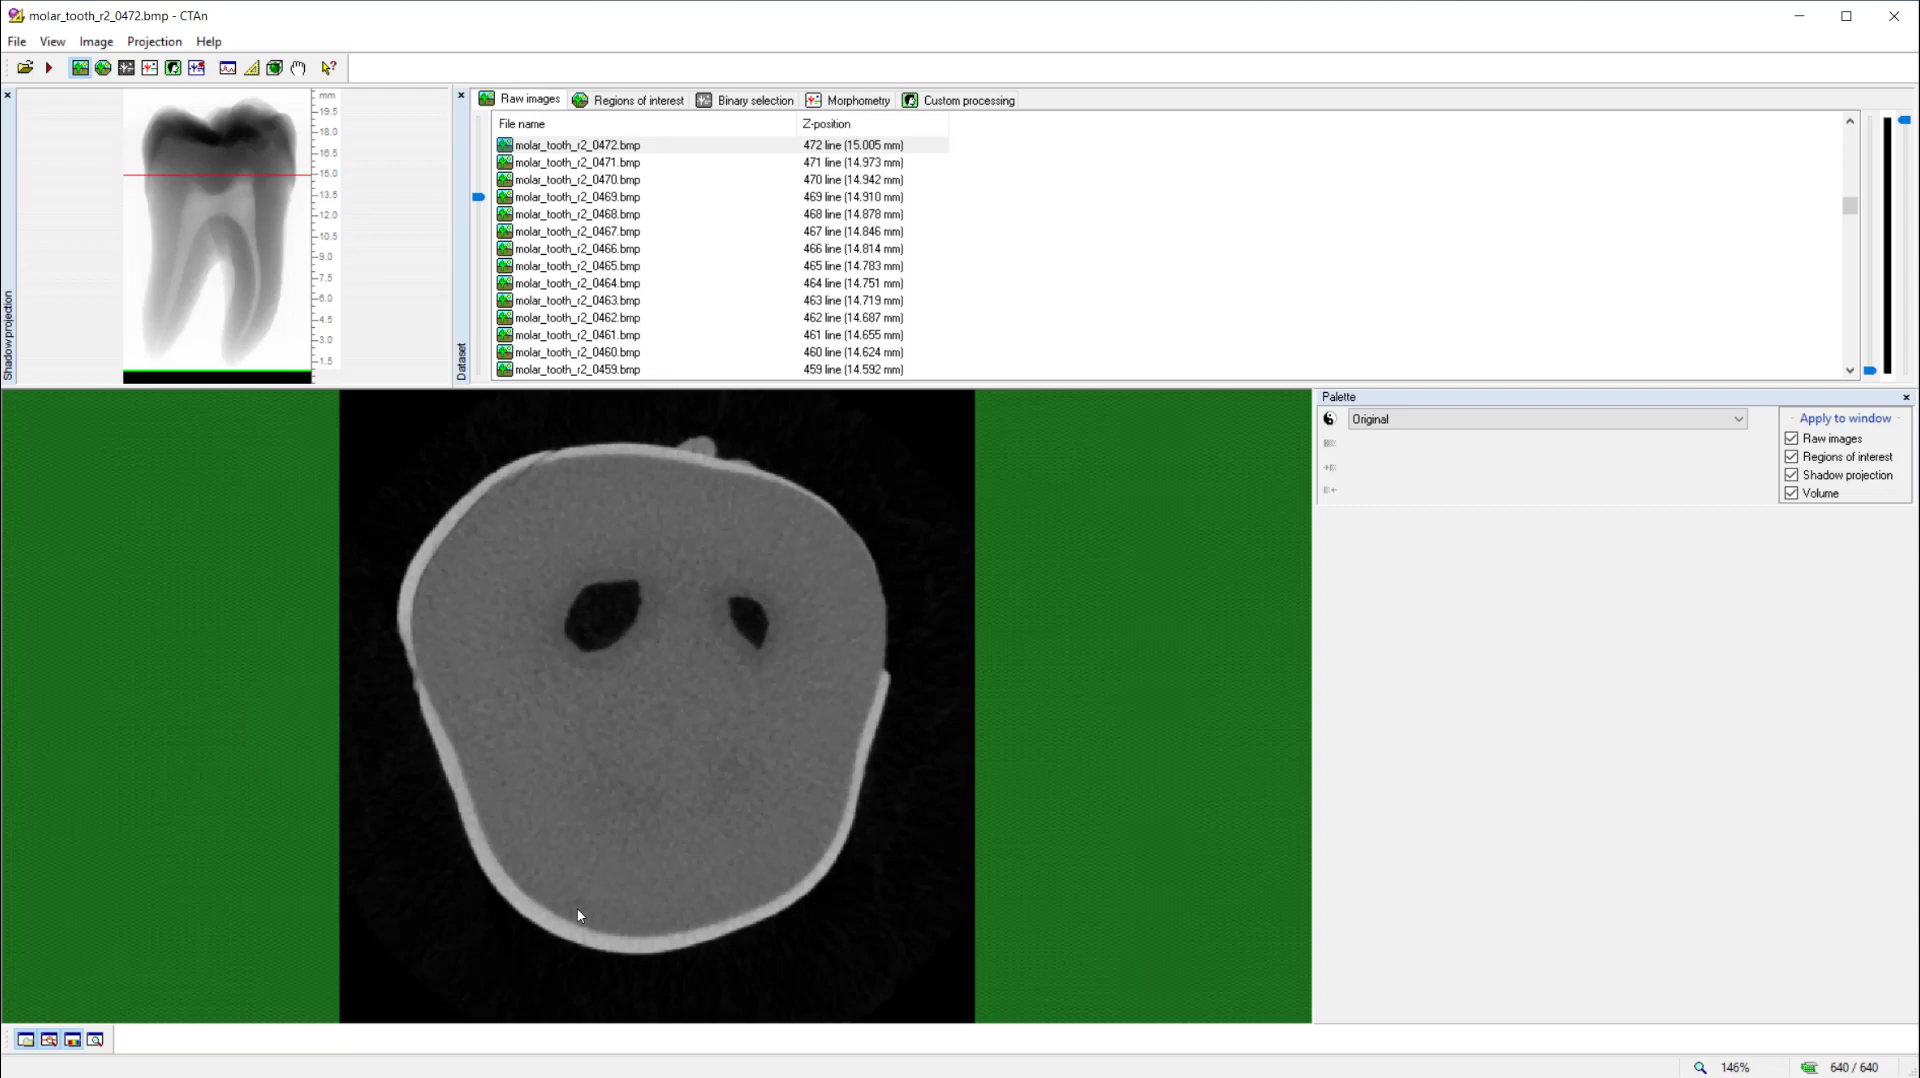 molar_tooth_r2_0472.bmp - CTAn
File View Image Projection Help
Shadow projection
mm
19.5
18.0
16.5
15.0
13.5
12.0
10.5
9.0
7.5
6.0
4.5
3.0
1.5
Dataset
Raw images Regions of interest Binary selection Morphometry Custom processing
File name Z-position
molar_tooth_r2_0472.bmp 472 line (15.005 mm)
molar_tooth_r2_0471.bmp 471 line (14.973 mm)
molar_tooth_r2_0470.bmp 470 line (14.942 mm)
molar_tooth_r2_0469.bmp 469 line (14.910 mm)
molar_tooth_r2_0468.bmp 468 line (14.878 mm)
molar_tooth_r2_0467.bmp 467 line (14.846 mm)
molar_tooth_r2_0466.bmp 466 line (14.814 mm)
molar_tooth_r2_0465.bmp 465 line (14.783 mm)
molar_tooth_r2_0464.bmp 464 line (14.751 mm)
molar_tooth_r2_0463.bmp 463 line (14.719 mm)
molar_tooth_r2_0462.bmp 462 line (14.687 mm)
molar_tooth_r2_0461.bmp 461 line (14.655 mm)
molar_tooth_r2_0460.bmp 460 line (14.624 mm)
molar_tooth_r2_0459.bmp 459 line (14.592 mm)
Palette
Original
Apply to window
Raw images
Regions of interest
Shadow projection
Volume
146% 640 / 640